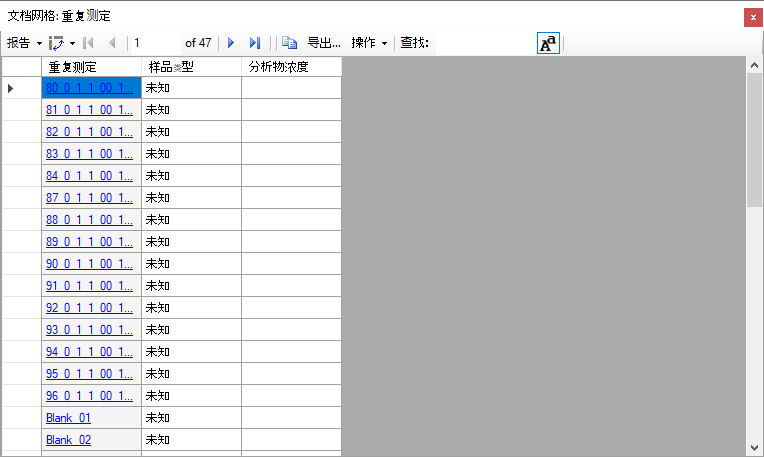 文档网格: 重复测定
报告 1 of 47 导出... 操作 查找: Aa
重复测定 样品类型 分析物浓度
80_0_1_1_00_1... 未知
81_0_1_1_00_1... 未知
82_0_1_1_00_1... 未知
83_0_1_1_00_1... 未知
84_0_1_1_00_1... 未知
87_0_1_1_00_1... 未知
88_0_1_1_00_1... 未知
89_0_1_1_00_1... 未知
90_0_1_1_00_1... 未知
91_0_1_1_00_1... 未知
92_0_1_1_00_1... 未知
93_0_1_1_00_1... 未知
94_0_1_1_00_1... 未知
95_0_1_1_00_1... 未知
96_0_1_1_00_1... 未知
Blank_01 未知
Blank_02 未知